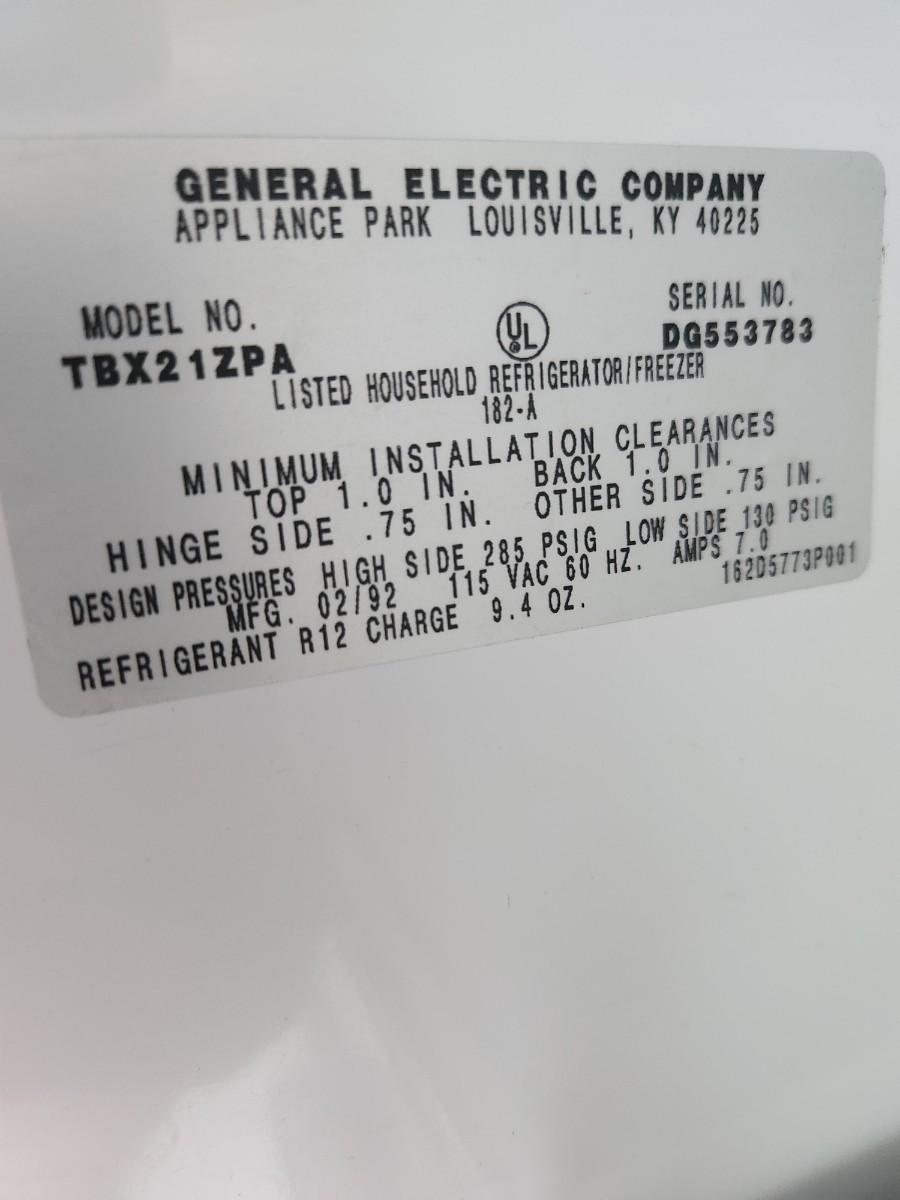 GENERAL ELECTRIC COMPANY
APPLIANCE PARK LOUISVILLE, KY 40225
MODEL NO.
TBX21ZPA
UL
SERIAL NO.
DG553783
LISTED HOUSEHOLD REFRIGERATOR/FREEZER
182-A
MINIMUM INSTALLATION CLEARANCES
TOP 1.0 IN. BACK 1.0 IN.
HINGE SIDE .75 IN. OTHER SIDE .75 IN.
DESIGN PRESSURES HIGH SIDE 285 PSIG LOW SIDE 130 PSIG
MFG. 02/92 115 VAC 60 HZ. AMPS 7.0
REFRIGERANT R12 CHARGE 9.4 OZ.
162D5773P001